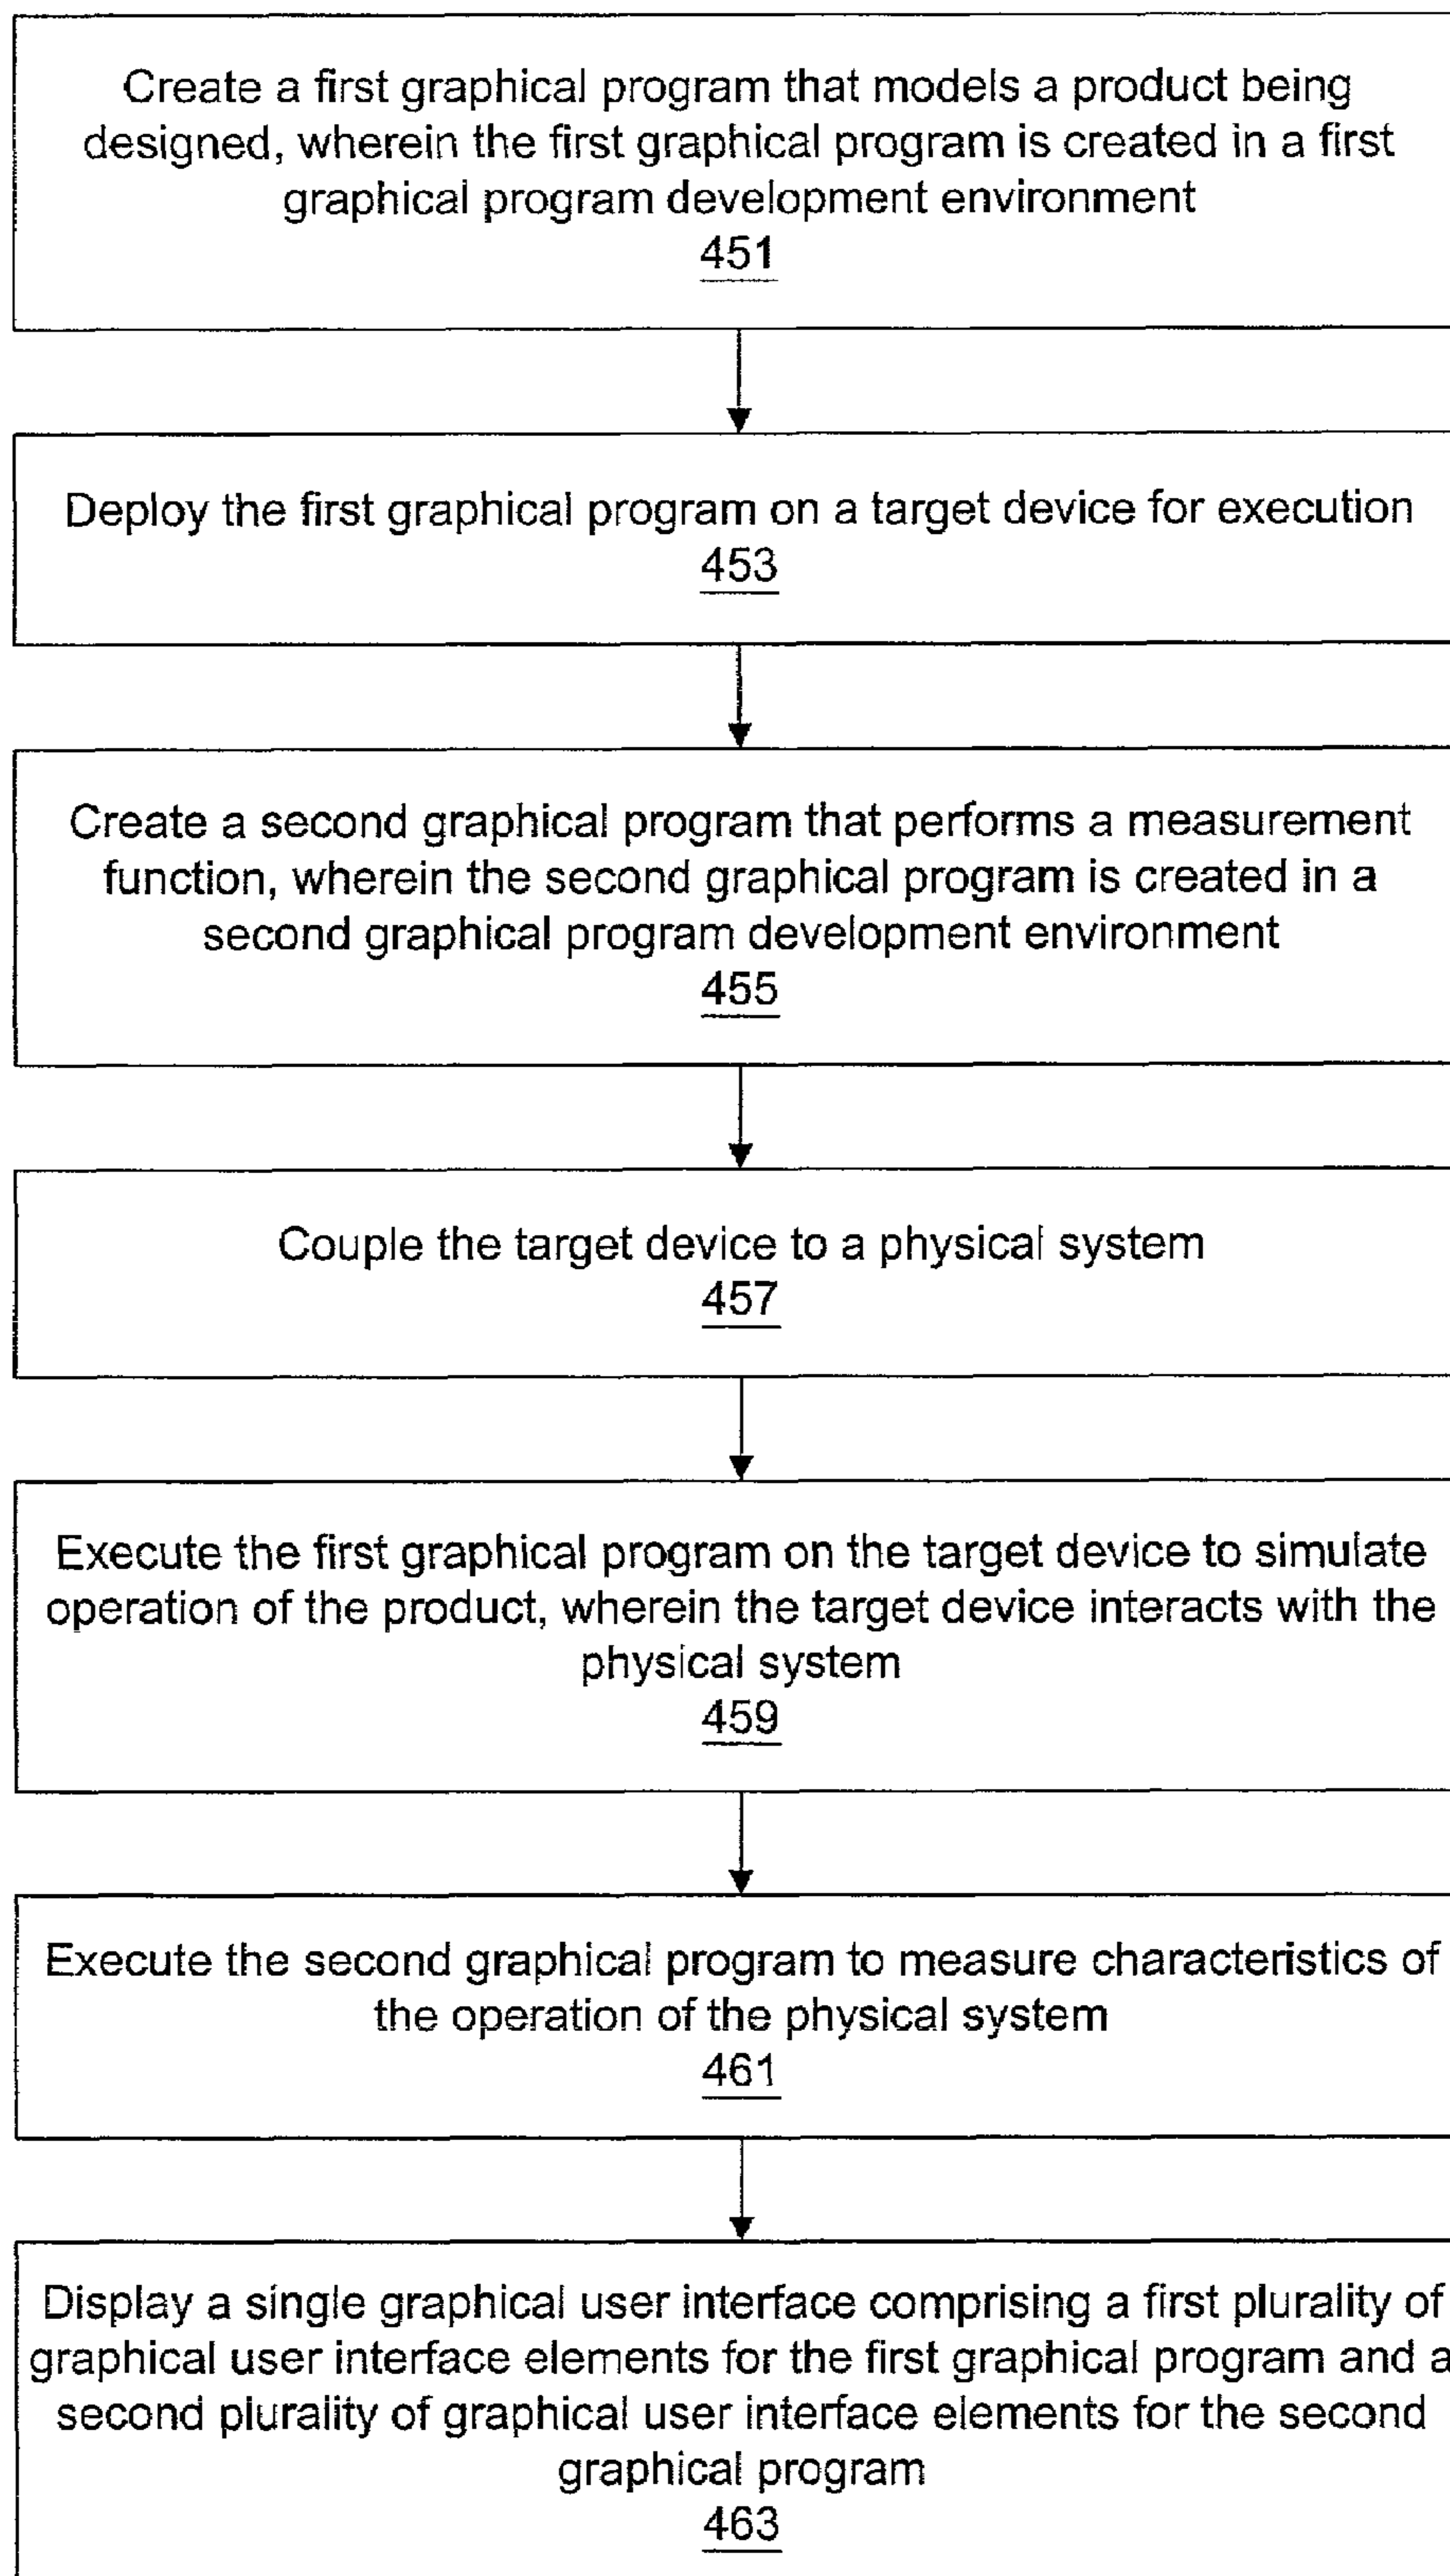 Create a first graphical program that models a product being
designed, wherein the first graphical program is created in a first
graphical program development environment
451
Deploy the first graphical program on a target device for execution
453
Create a second graphical program that performs a measurement
function, wherein the second graphical program is created in a
second graphical program development environment
455
Couple the target device to a physical system
457
Execute the first graphical program on the target device to simulate
operation of the product, wherein the target device interacts with the
physical system
459
Execute the second graphical program to measure characteristics of
the operation of the physical system
461
Display a single graphical user interface comprising a first plurality of
graphical user interface elements for the first graphical program and a
second plurality of graphical user interface elements for the second
graphical program
463